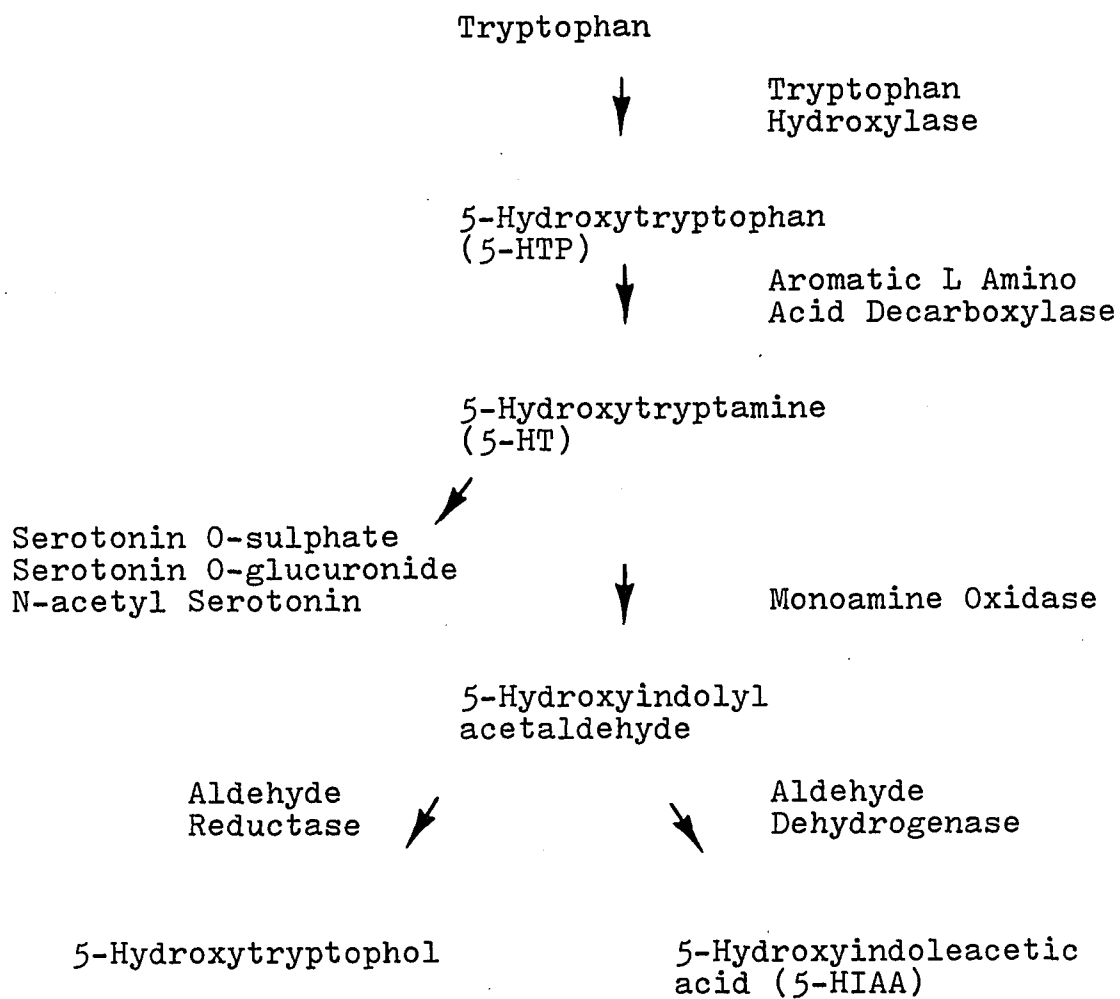 Tryptophan
Tryptophan
Hydroxylase
5-Hydroxytryptophan
(5-HTP)
Aromatic L Amino
Acid Decarboxylase
5-Hydroxytryptamine
(5-HT)
Serotonin O-sulphate
Serotonin O-glucuronide
N-acetyl Serotonin
Monoamine Oxidase
5-Hydroxyindolyl
acetaldehyde
Aldehyde
Reductase
Aldehyde
Dehydrogenase
5-Hydroxytryptophol
5-Hydroxyindoleacetic
acid (5-HIAA)